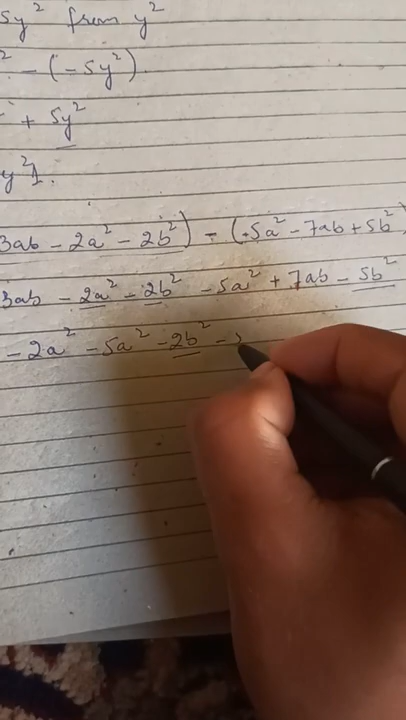 5y² from y²
² - (-5y²)
+ 5y²
y²].
3ab - 2a² - 2b²) - (5a² - 7ab + 5b²
3ab - 2a² - 2b² - 5a² + 7ab - 5b²
- 2a² - 5a² - 2b² -